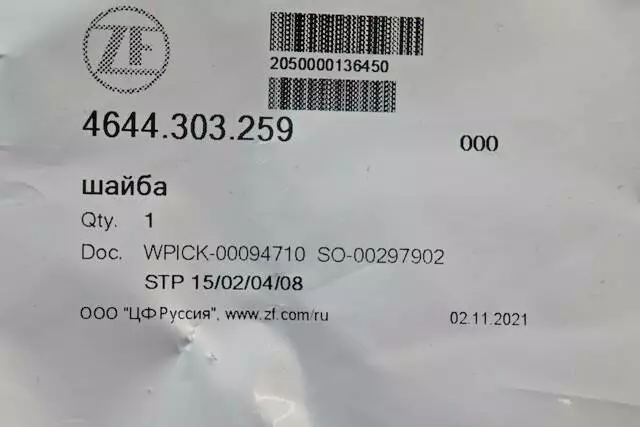 ZF
2050000136450
4644.303.259
000
шайба
Qty. 1
Doc. WPICK-00094710 SO-00297902
STP 15/02/04/08
ООО "ЦФ Руссия", www.zf.com/ru 02.11.2021